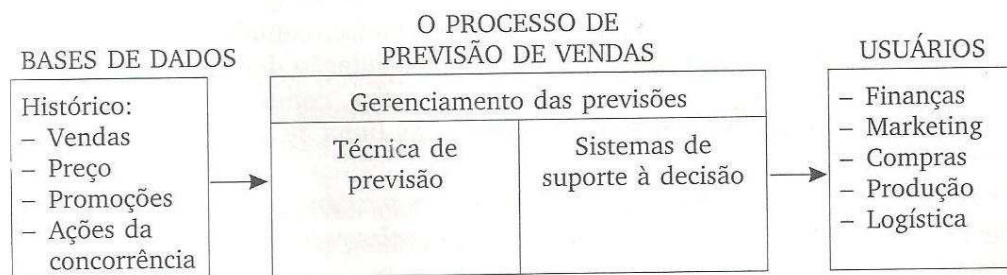 O PROCESSO DE
PREVISÃO DE VENDAS
BASES DE DADOS
Histórico:
– Vendas
– Preço
– Promoções
– Ações da
concorrência
Gerenciamento das previsões
Técnica de
previsão
Sistemas de
suporte à decisão
USUÁRIOS
– Finanças
– Marketing
– Compras
– Produção
– Logística